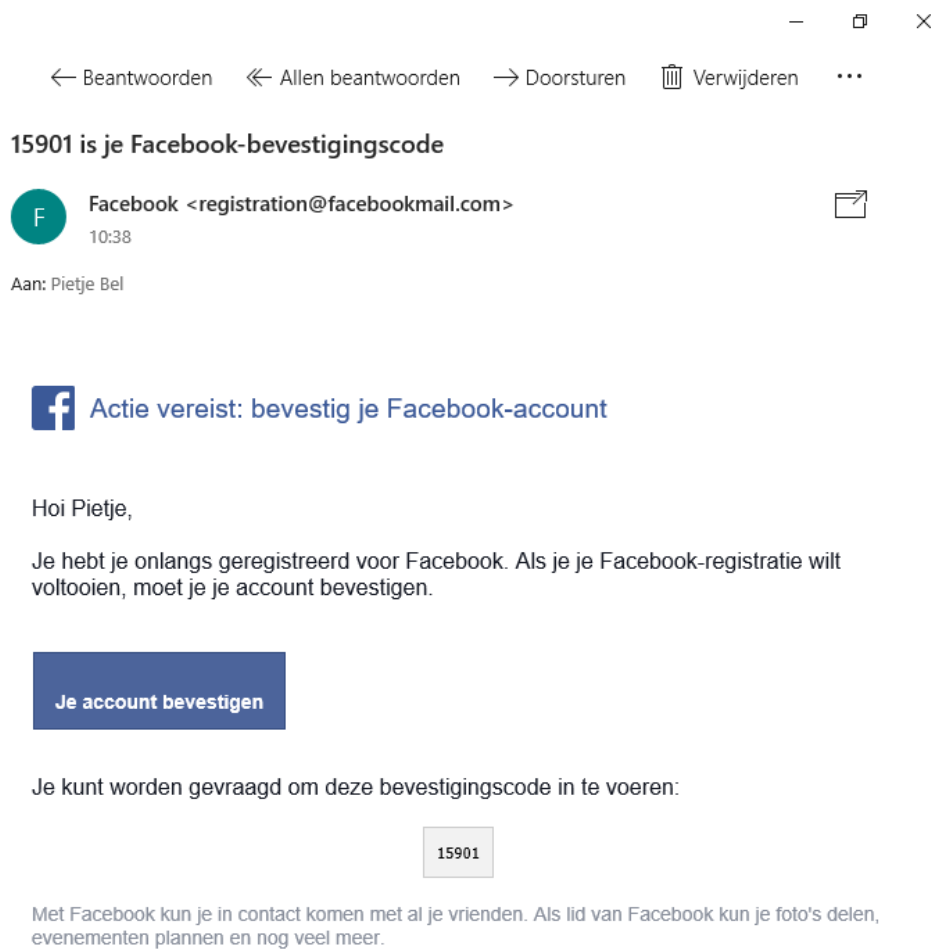 Beantwoorden Allen beantwoorden Doorsturen Verwijderen ...
15901 is je Facebook-bevestigingscode
F
Facebook <registration@facebookmail.com>
10:38
Aan: Pietje Bel
f Actie vereist: bevestig je Facebook-account
Hoi Pietje,
Je hebt je onlangs geregistreerd voor Facebook. Als je je Facebook-registratie wilt
voltooien, moet je je account bevestigen.
Je account bevestigen
Je kunt worden gevraagd om deze bevestigingscode in te voeren:
15901
Met Facebook kun je in contact komen met al je vrienden. Als lid van Facebook kun je foto's delen,
evenementen plannen en nog veel meer.